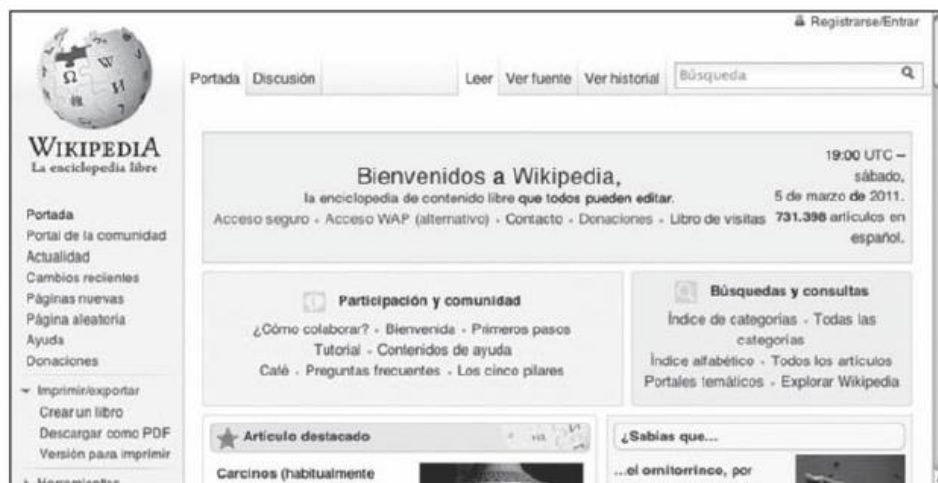 Registrarse/Entrar
Portada Discusión Leer Ver fuente Ver historial Búsqueda
WIKIPEDIA
La enciclopedia libre
Portada
Portal de la comunidad
Actualidad
Cambios recientes
Páginas nuevas
Página aleatoria
Ayuda
Donaciones
Imprimir/exportar
Crear un libro
Descargar como PDF
Versión para imprimir
Herramientas
Bienvenidos a Wikipedia,
la enciclopedia de contenido libre que todos pueden editar.
Acceso seguro · Acceso WAP (alternativo) · Contacto · Donaciones · Libro de visitas
19:00 UTC –
sábado,
5 de marzo de 2011.
731.398 artículos en
español.
Participación y comunidad
¿Cómo colaborar? · Bienvenida · Primeros pasos
Tutorial · Contenidos de ayuda
Café · Preguntas frecuentes · Los cinco pilares
Búsquedas y consultas
Índice de categorías · Todas las
categorías
Índice alfabético · Todos los artículos
Portales temáticos · Explorar Wikipedia
Artículo destacado
Carcinos (habitualmente
¿Sabías que...
...el ornitorrinco, por